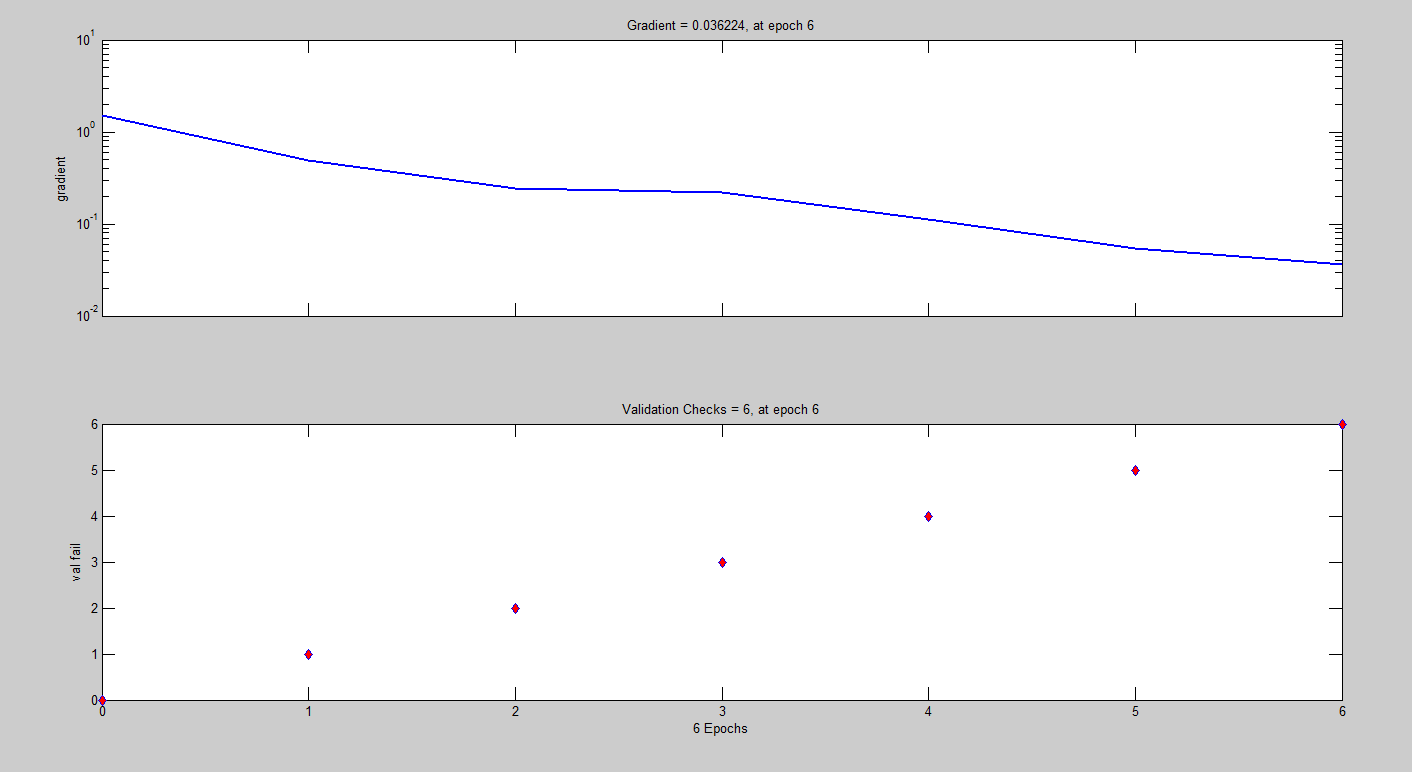 Gradient = 0.036224, at epoch 6
10^1
10^0
10^-1
10^-2
gradient
Validation Checks = 6, at epoch 6
6
5
4
3
2
1
0
val fail
0 1 2 3 4 5 6
6 Epochs